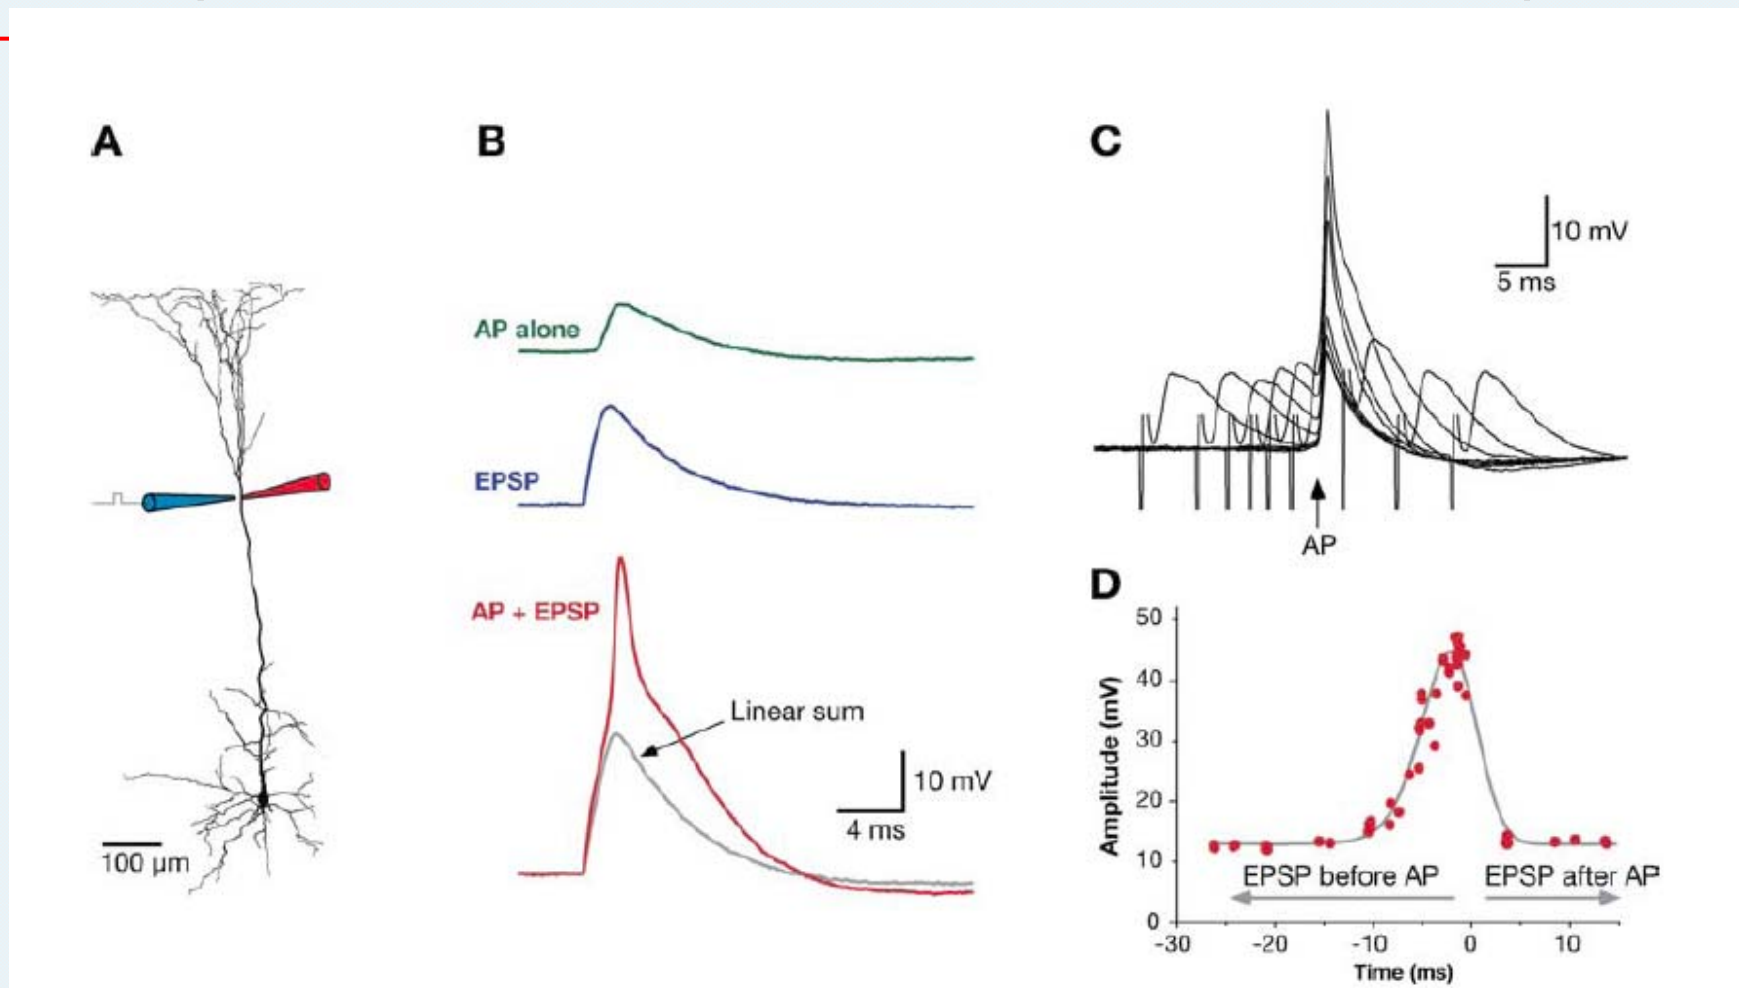 A
100 µm
B
AP alone
EPSP
AP + EPSP
Linear sum
10 mV
4 ms
C
10 mV
5 ms
AP
D
Amplitude (mV)
50
40
30
20
10
0
EPSP before AP
EPSP after AP
-30
-20
-10
0
10
Time (ms)